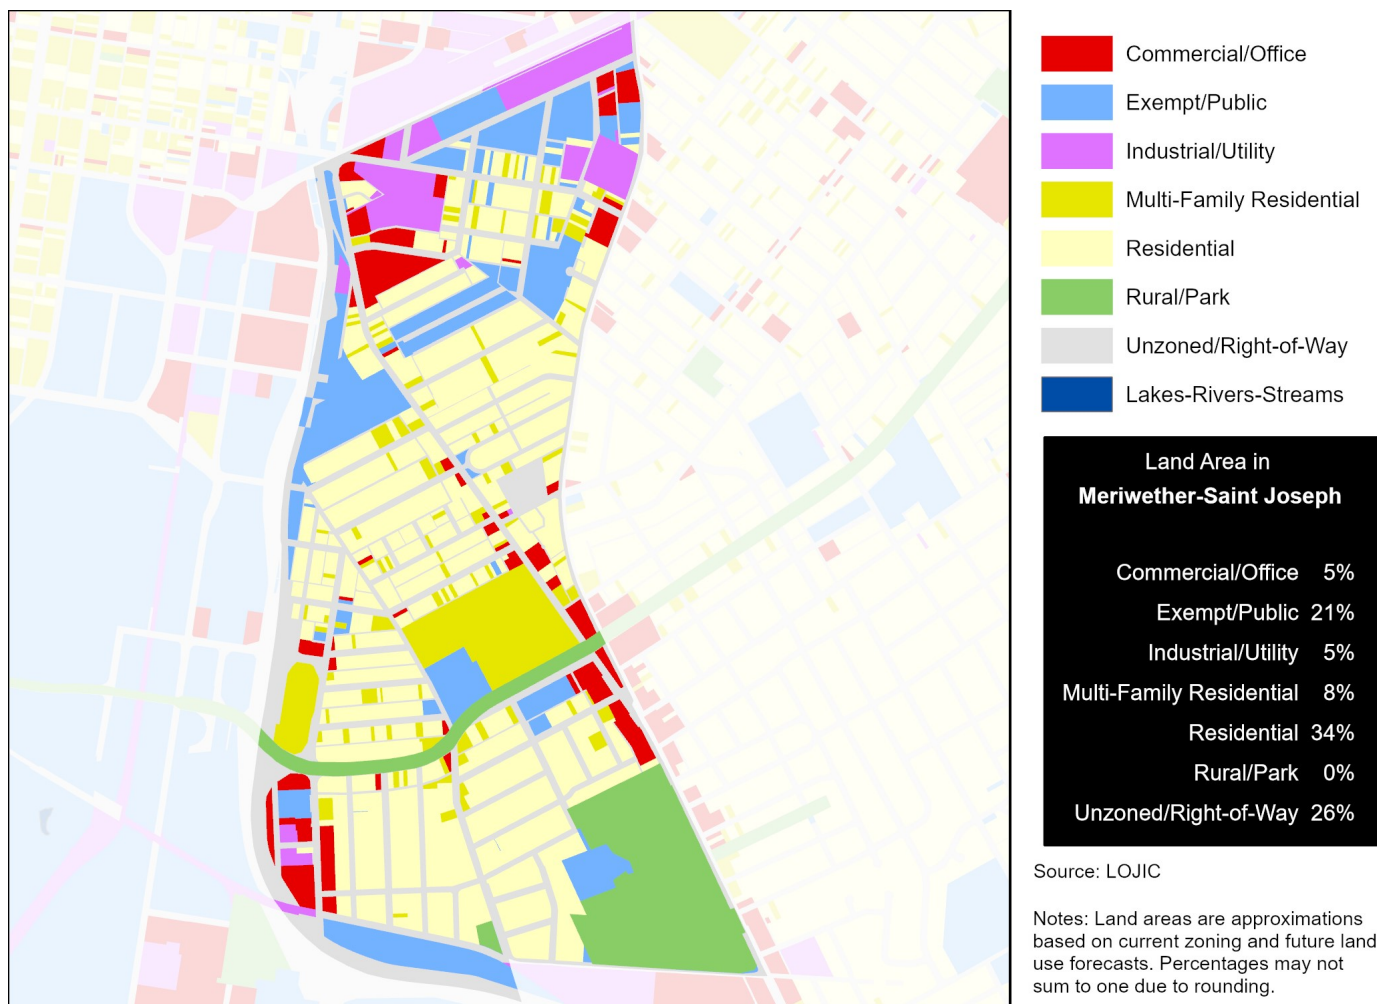 Commercial/Office
Exempt/Public
Industrial/Utility
Multi-Family Residential
Residential
Rural/Park
Unzoned/Right-of-Way
Lakes-Rivers-Streams
Land Area in
Meriwether-Saint Joseph
Commercial/Office 5%
Exempt/Public 21%
Industrial/Utility 5%
Multi-Family Residential 8%
Residential 34%
Rural/Park 0%
Unzoned/Right-of-Way 26%
Source: LOJIC
Notes: Land areas are approximations
based on current zoning and future land
use forecasts. Percentages may not
sum to one due to rounding.